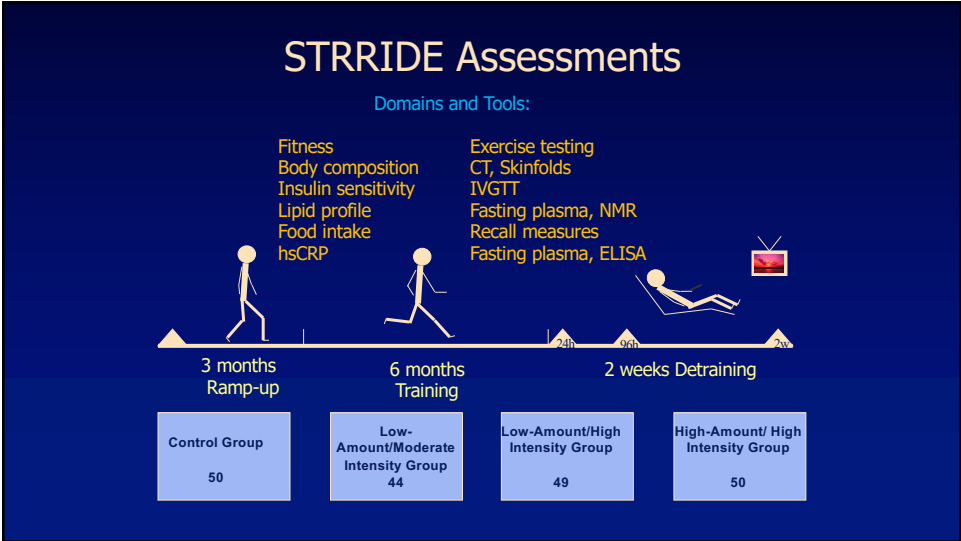 STRRIDE Assessments
Domains and Tools:
Fitness Exercise testing
Body composition CT, Skinfolds
Insulin sensitivity IVGTT
Lipid profile Fasting plasma, NMR
Food intake Recall measures
hsCRP Fasting plasma, ELISA
24h 96h 2w
3 months
Ramp-up
6 months
Training
2 weeks Detraining
Control Group
50
Low-
Amount/Moderate
Intensity Group
44
Low-Amount/High
Intensity Group
49
High-Amount/ High
Intensity Group
50